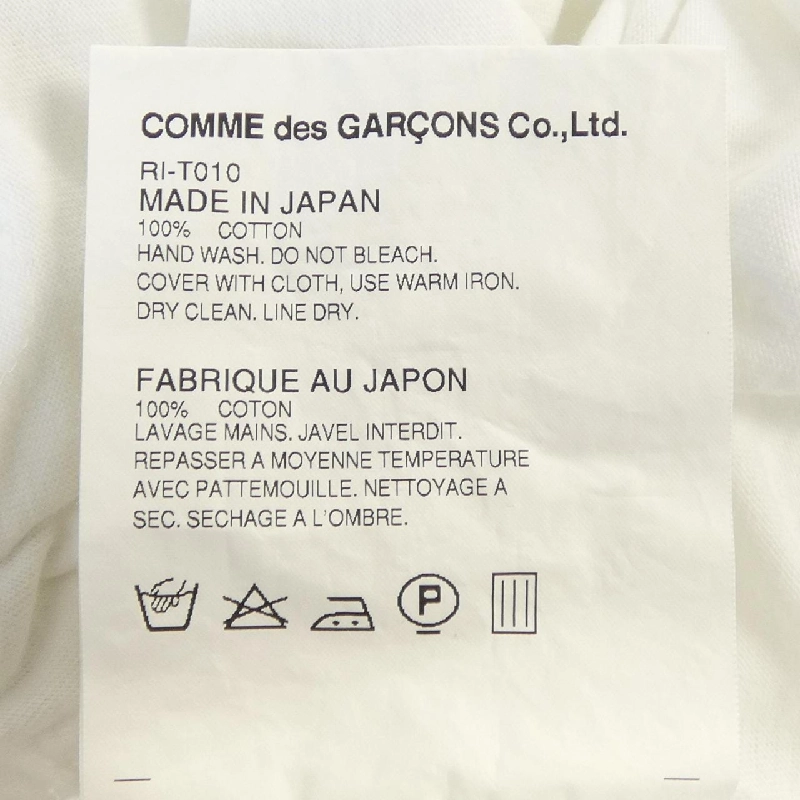 COMME des GARÇONS Co.,Ltd.
RI-T010
MADE IN JAPAN
100% COTTON
HAND WASH. DO NOT BLEACH.
COVER WITH CLOTH, USE WARM IRON.
DRY CLEAN. LINE DRY.
FABRIQUE AU JAPON
100% COTON
LAVAGE MAINS. JAVEL INTERDIT.
REPASSER A MOYENNE TEMPERATURE
AVEC PATTEMOUILLE. NETTOYAGE A
SEC. SECHAGE A L'OMBRE.
P